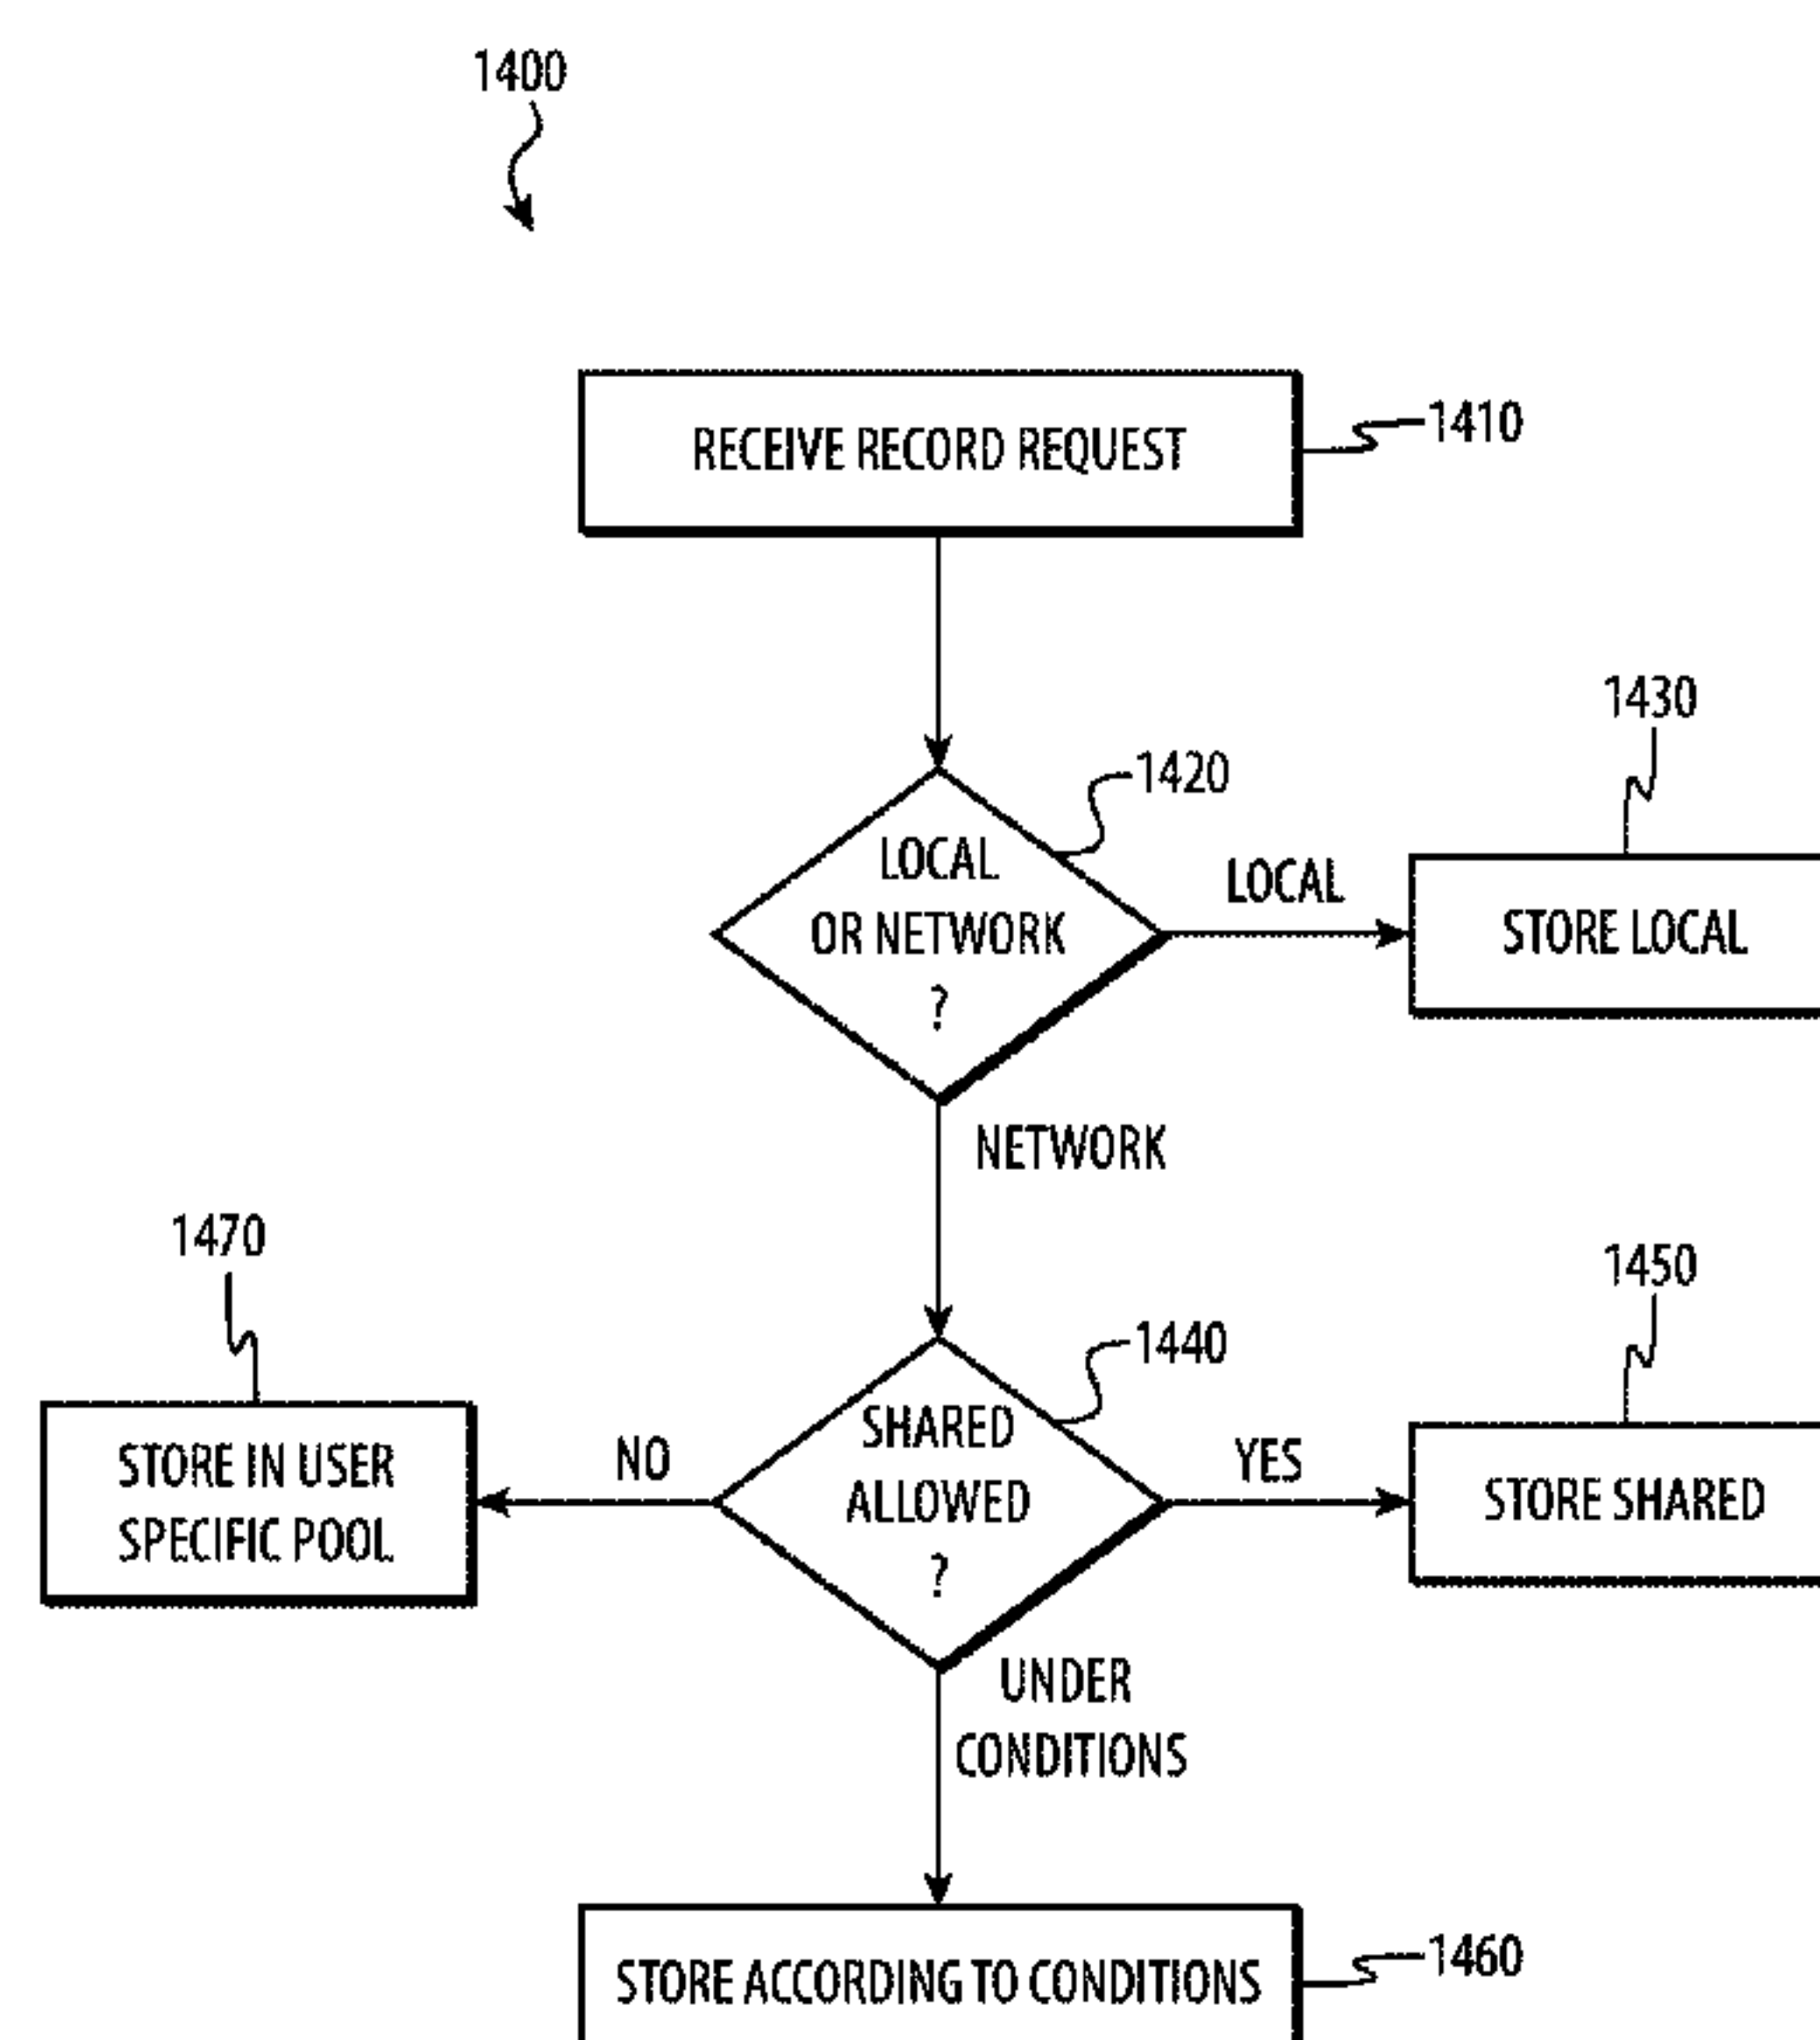 1400
RECEIVE RECORD REQUEST
1410
1420
LOCAL
OR NETWORK
?
LOCAL
1430
STORE LOCAL
NETWORK
1470
STORE IN USER
SPECIFIC POOL
NO
1440
SHARED
ALLOWED
?
YES
1450
STORE SHARED
UNDER
CONDITIONS
STORE ACCORDING TO CONDITIONS
1460